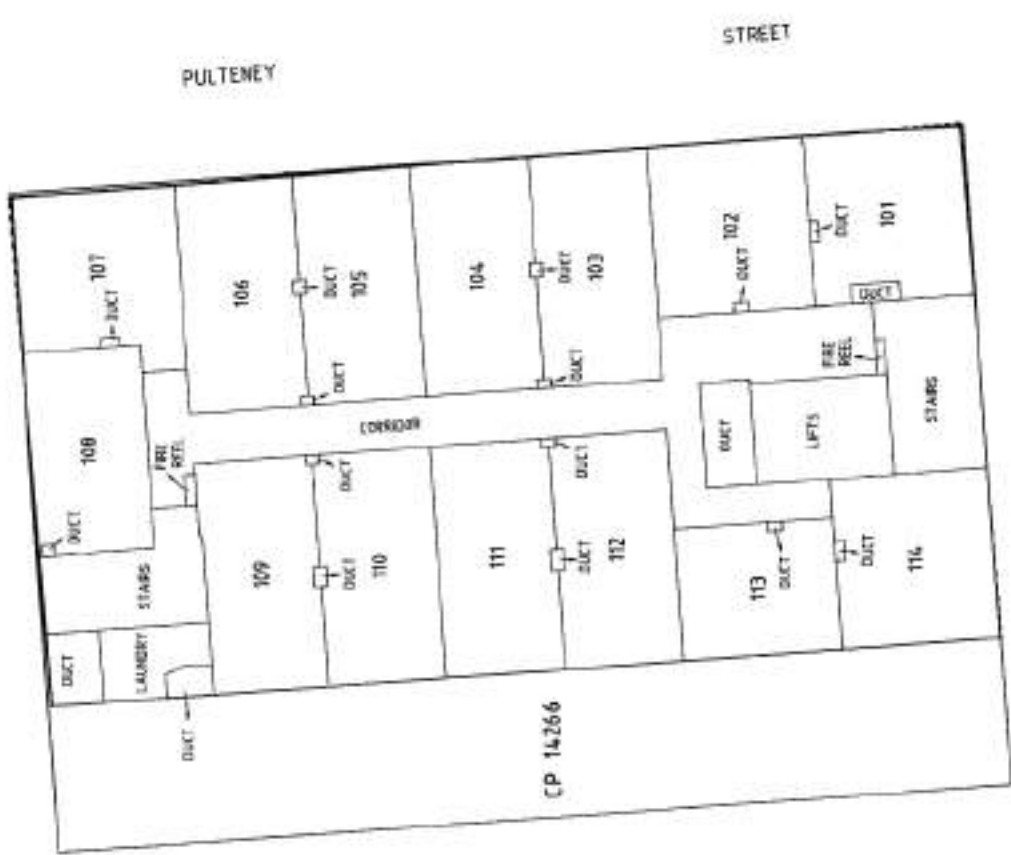 PULTENEY STREET
107
DUCT
106
DUCT
105
DUCT
104
DUCT
103
DUCT
102
DUCT
DUCT
101
DUCT
108
DUCT
FIRE
REEL
CORRIDOR
FIRE
REEL
DUCT
LIFTS
STAIRS
STAIRS
109
DUCT
DUCT
110
111
DUCT
DUCT
112
113
DUCT
DUCT
114
DUCT
LAUNDRY
DUCT
CP 14266